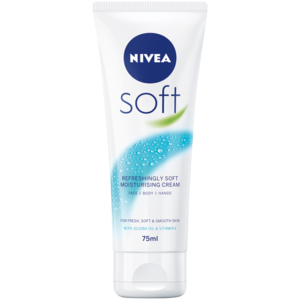 NIVEA
soft
REFRESHINGLY SOFT
MOISTURISING CREAM
FACE | BODY | HANDS
FOR FRESH, SOFT & SMOOTH SKIN
WITH JOJOBA OIL & VITAMIN E
75ml